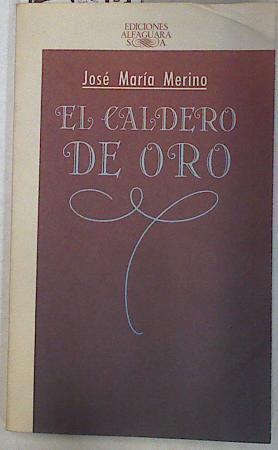 EDICIONES
ALFAGUARA
S A
José María Merino
EL CALDERO
DE ORO